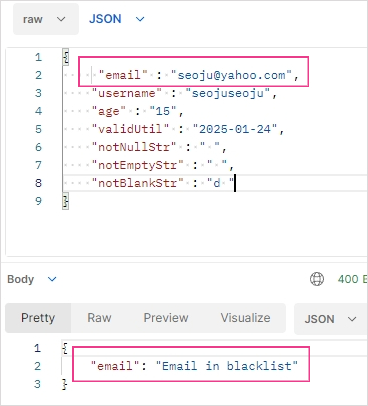 raw JSON
1 {
2 "email" : "seoju@yahoo.com",
3 "username" : "seojuseoju",
4 "age" : "15",
5 "validUtil" : "2025-01-24",
6 "notNullStr" : " ",
7 "notEmptyStr" : " ",
8 "notBlankStr" : "d "
9 }
Body 400 B
Pretty Raw Preview Visualize JSON
1 {
2 "email": "Email in blacklist"
3 }